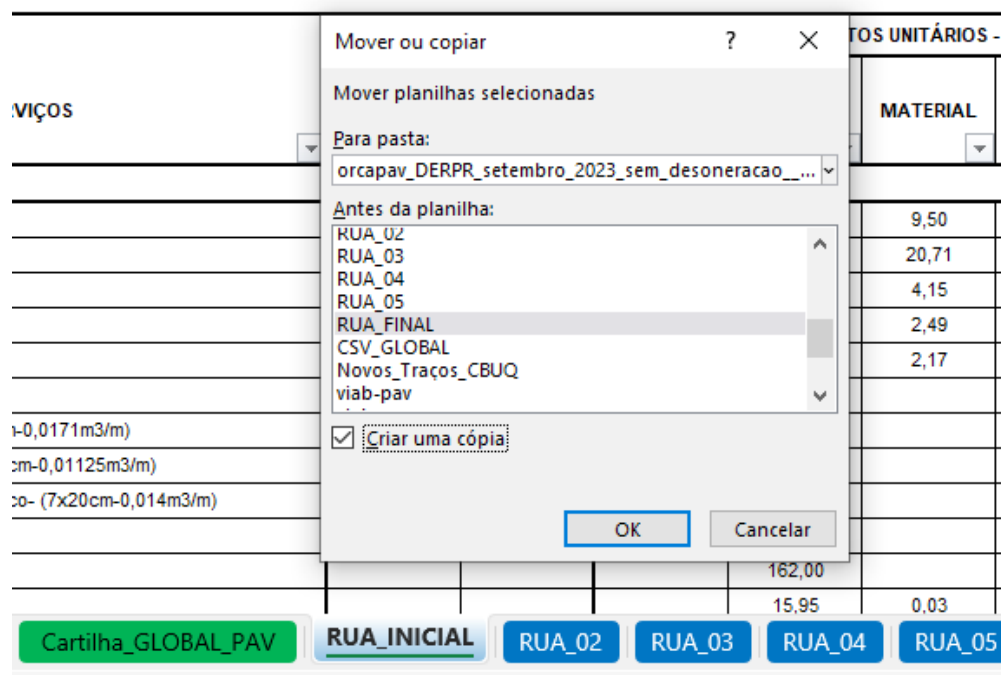 Mover ou copiar ?
TOS UNITÁRIOS -
Mover planilhas selecionadas
VIÇOS
MATERIAL
Para pasta:
orcapav_DERPR_setembro_2023_sem_desoneracao__...
Antes da planilha:
RUA_02
RUA_03
RUA_04
RUA_05
RUA_FINAL
CSV_GLOBAL
Novos_Traços_CBUQ
viab-pav
9,50
20,71
4,15
2,49
2,17
Criar uma cópia
-0,0171m3/m)
cm-0,01125m3/m)
co- (7x20cm-0,014m3/m)
OK Cancelar
162,00
15,95 0,03
Cartilha_GLOBAL_PAV RUA_INICIAL RUA_02 RUA_03 RUA_04 RUA_05